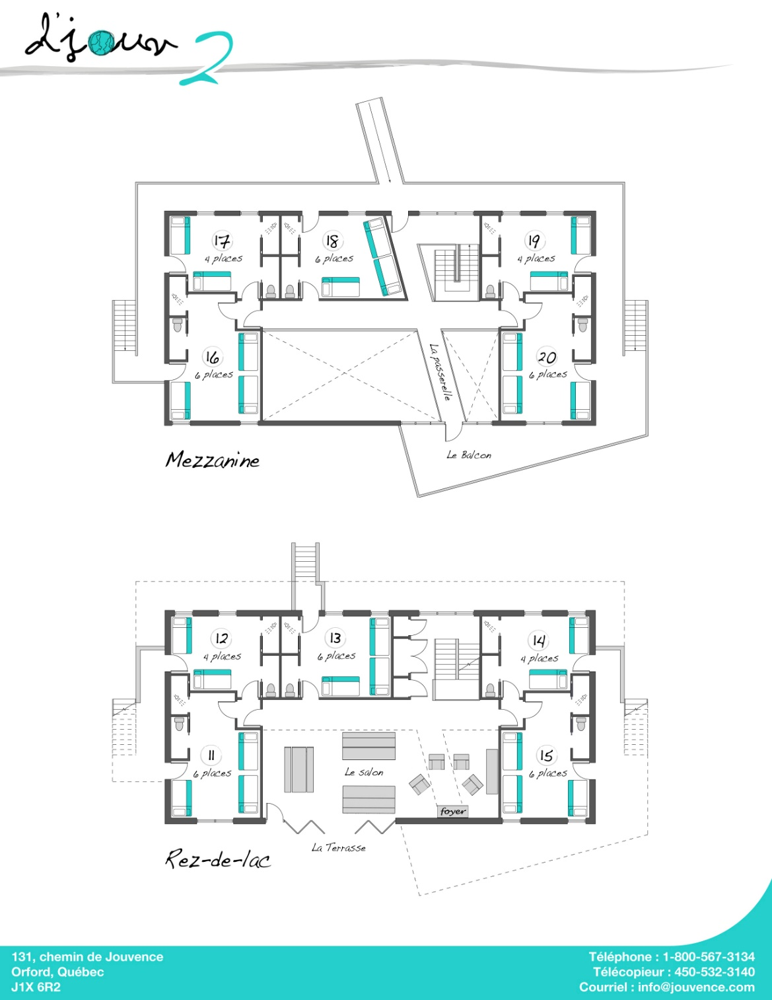 d'jouv 2
17
4 places
18
6 places
19
4 places
16
6 places
La passerelle
20
6 places
Le Balcon
Mezzanine
12
4 places
13
6 places
14
4 places
11
6 places
Le salon
15
6 places
foyer
La Terrasse
Rez-de-lac
131, chemin de Jouvence
Orford, Québec
J1X 6R2
Téléphone : 1-800-567-3134
Télécopieur : 450-532-3140
Courriel : info@jouvence.com